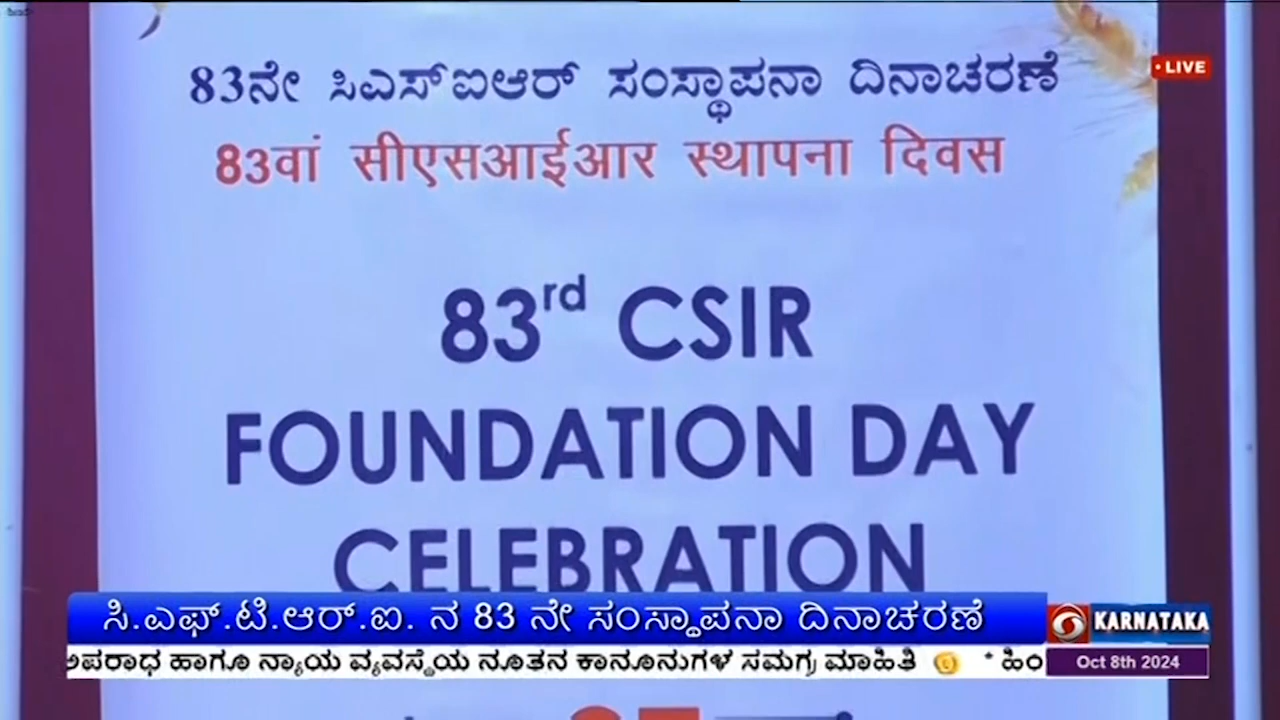 83ನೇ ಸಿಎಸ್ಐಆರ್ ಸಂಸ್ಥಾಪನಾ ದಿನಾಚರಣೆ
LIVE
83वां सीएसआईआर स्थापना दिवस
83rd CSIR
FOUNDATION DAY
CELEBRATION
ಸಿ.ಎಫ್.ಟಿ.ಆರ್.ಐ. ನ 83 ನೇ ಸಂಸ್ಥಾಪನಾ ದಿನಾಚರಣೆ
KARNATAKA
ಅಪರಾಧ ಹಾಗೂ ನ್ಯಾಯ ವ್ಯವಸ್ಥೆಯ ನೂತನ ಕಾನೂನುಗಳ ಸಮಗ್ರ ಮಾಹಿತಿ * ಹಿಂ
Oct 8th 2024